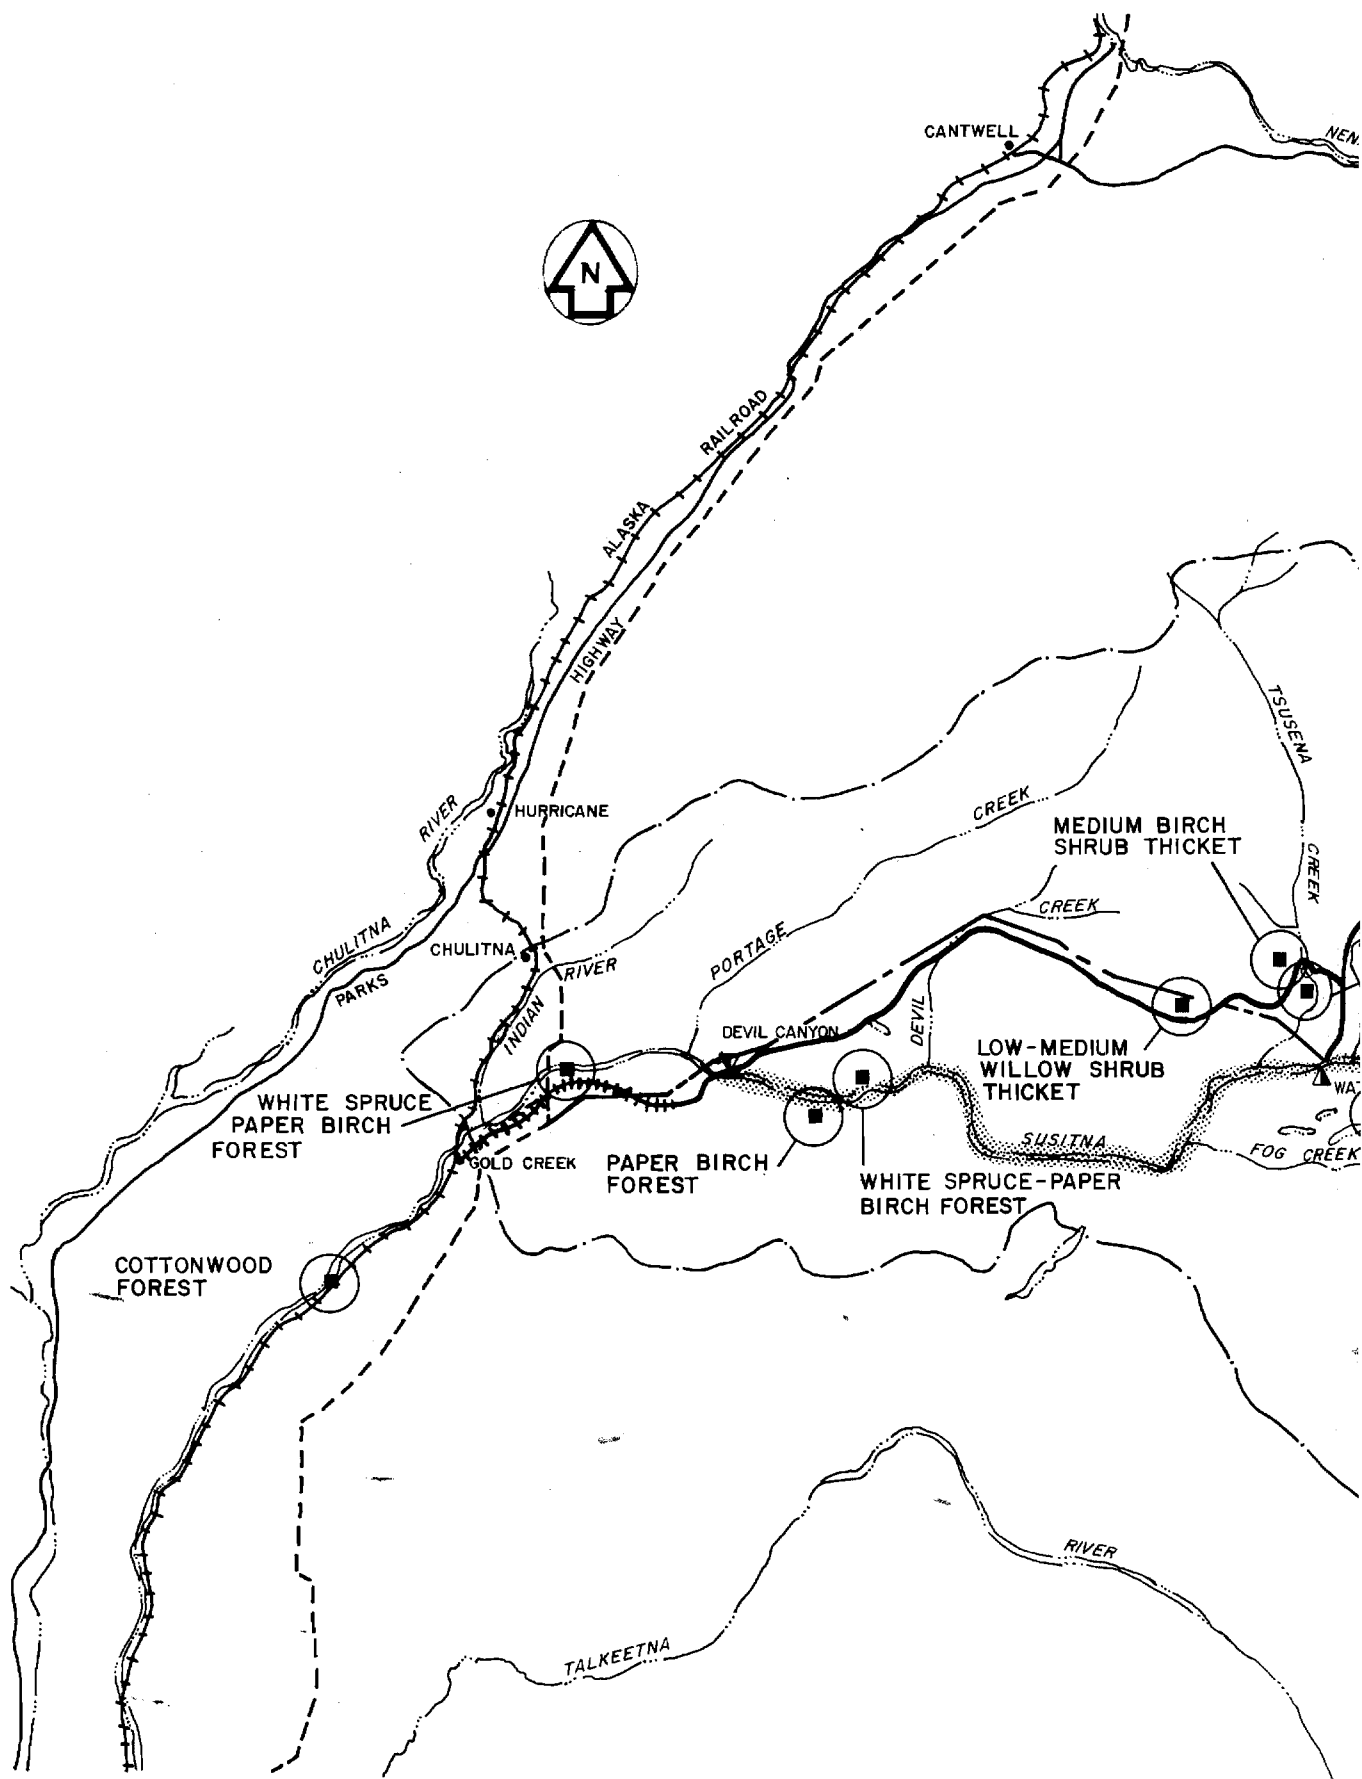 CANTWELL
NEN
N
RAILROAD
ALASKA
HIGHWAY
TSUSENA
CREEK
HURRICANE
RIVER
CREEK
MEDIUM BIRCH
SHRUB THICKET
CREEK
CHULITNA
CHULITNA
RIVER
PORTAGE
PARKS
INDIAN
DEVIL
DEVIL CANYON
LOW-MEDIUM
WILLOW SHRUB
THICKET
WHITE SPRUCE
PAPER BIRCH
FOREST
WA
SUSITNA
FOG CREEK
GOLD CREEK
PAPER BIRCH
FOREST
WHITE SPRUCE-PAPER
BIRCH FOREST
COTTONWOOD
FOREST
RIVER
TALKEETNA